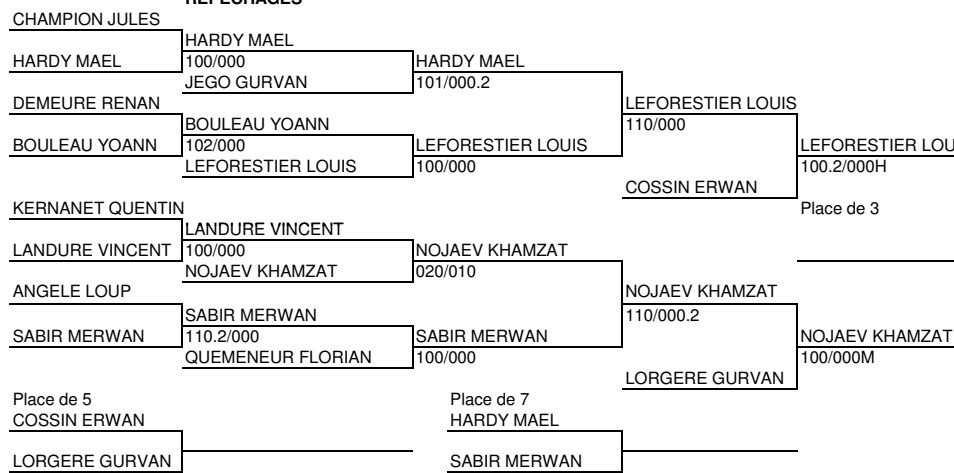 CHAMPION JULES
HARDY MAEL
HARDY MAEL
100/000
HARDY MAEL
JEGO GURVAN
101/000.2
DEMEURE RENAN
LEFORESTIER LOUIS
BOULEAU YOANN
110/000
BOULEAU YOANN
102/000
LEFORESTIER LOUIS
LEFORESTIER LOU
LEFORESTIER LOUIS
100/000
100.2/000H
COSSIN ERWAN
KERNANET QUENTIN
Place de 3
LANDURE VINCENT
LANDURE VINCENT
100/000
NOJAEV KHAMZAT
NOJAEV KHAMZAT
020/010
ANGELE LOUP
NOJAEV KHAMZAT
SABIR MERWAN
110/000.2
SABIR MERWAN
110.2/000
SABIR MERWAN
NOJAEV KHAMZAT
QUEMENEUR FLORIAN
100/000
100/000M
LORGERE GURVAN
Place de 5
Place de 7
COSSIN ERWAN
HARDY MAEL
LORGERE GURVAN
SABIR MERWAN